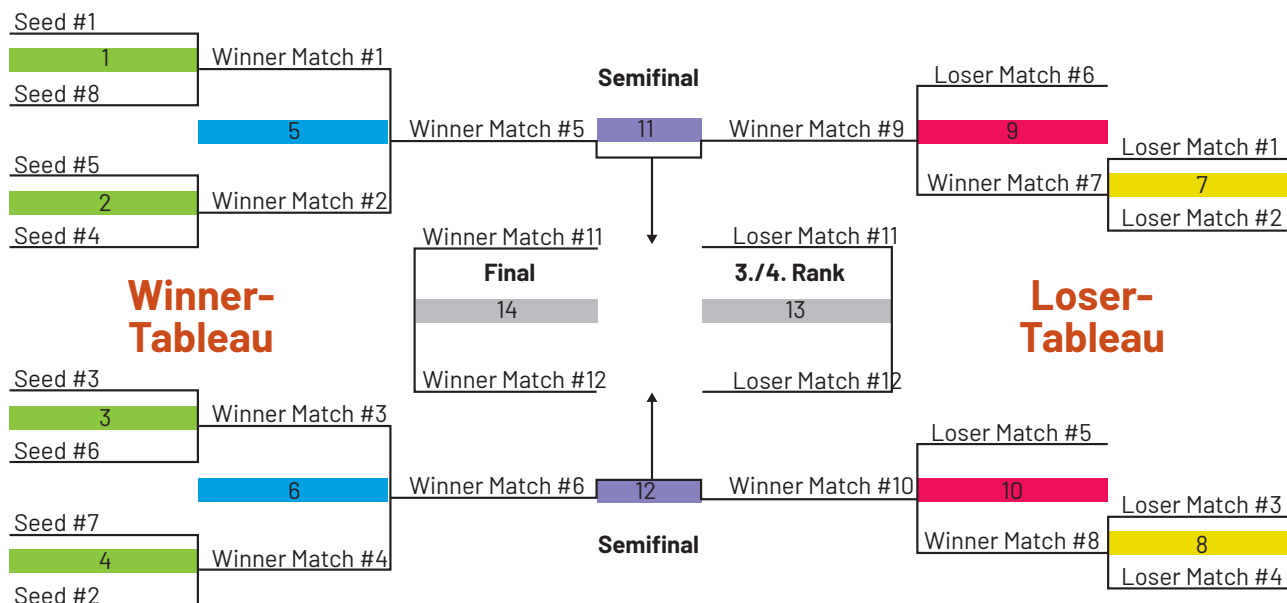 Seed #1
1
Winner Match #1
Seed #8
5
Winner Match #5
Seed #5
2
Winner Match #2
Seed #4
Semifinal
11
Winner Match #9
Loser Match #6
9
Winner Match #7
Loser Match #1
7
Loser Match #2
Winner-
Tableau
Winner Match #11
Final
14
Winner Match #12
Loser Match #11
3./4. Rank
13
Loser Match #12
Loser-
Tableau
Seed #3
3
Winner Match #3
Seed #6
6
Winner Match #6
Seed #7
4
Winner Match #4
Seed #2
12
Semifinal
Winner Match #10
Loser Match #5
10
Winner Match #8
Loser Match #3
8
Loser Match #4